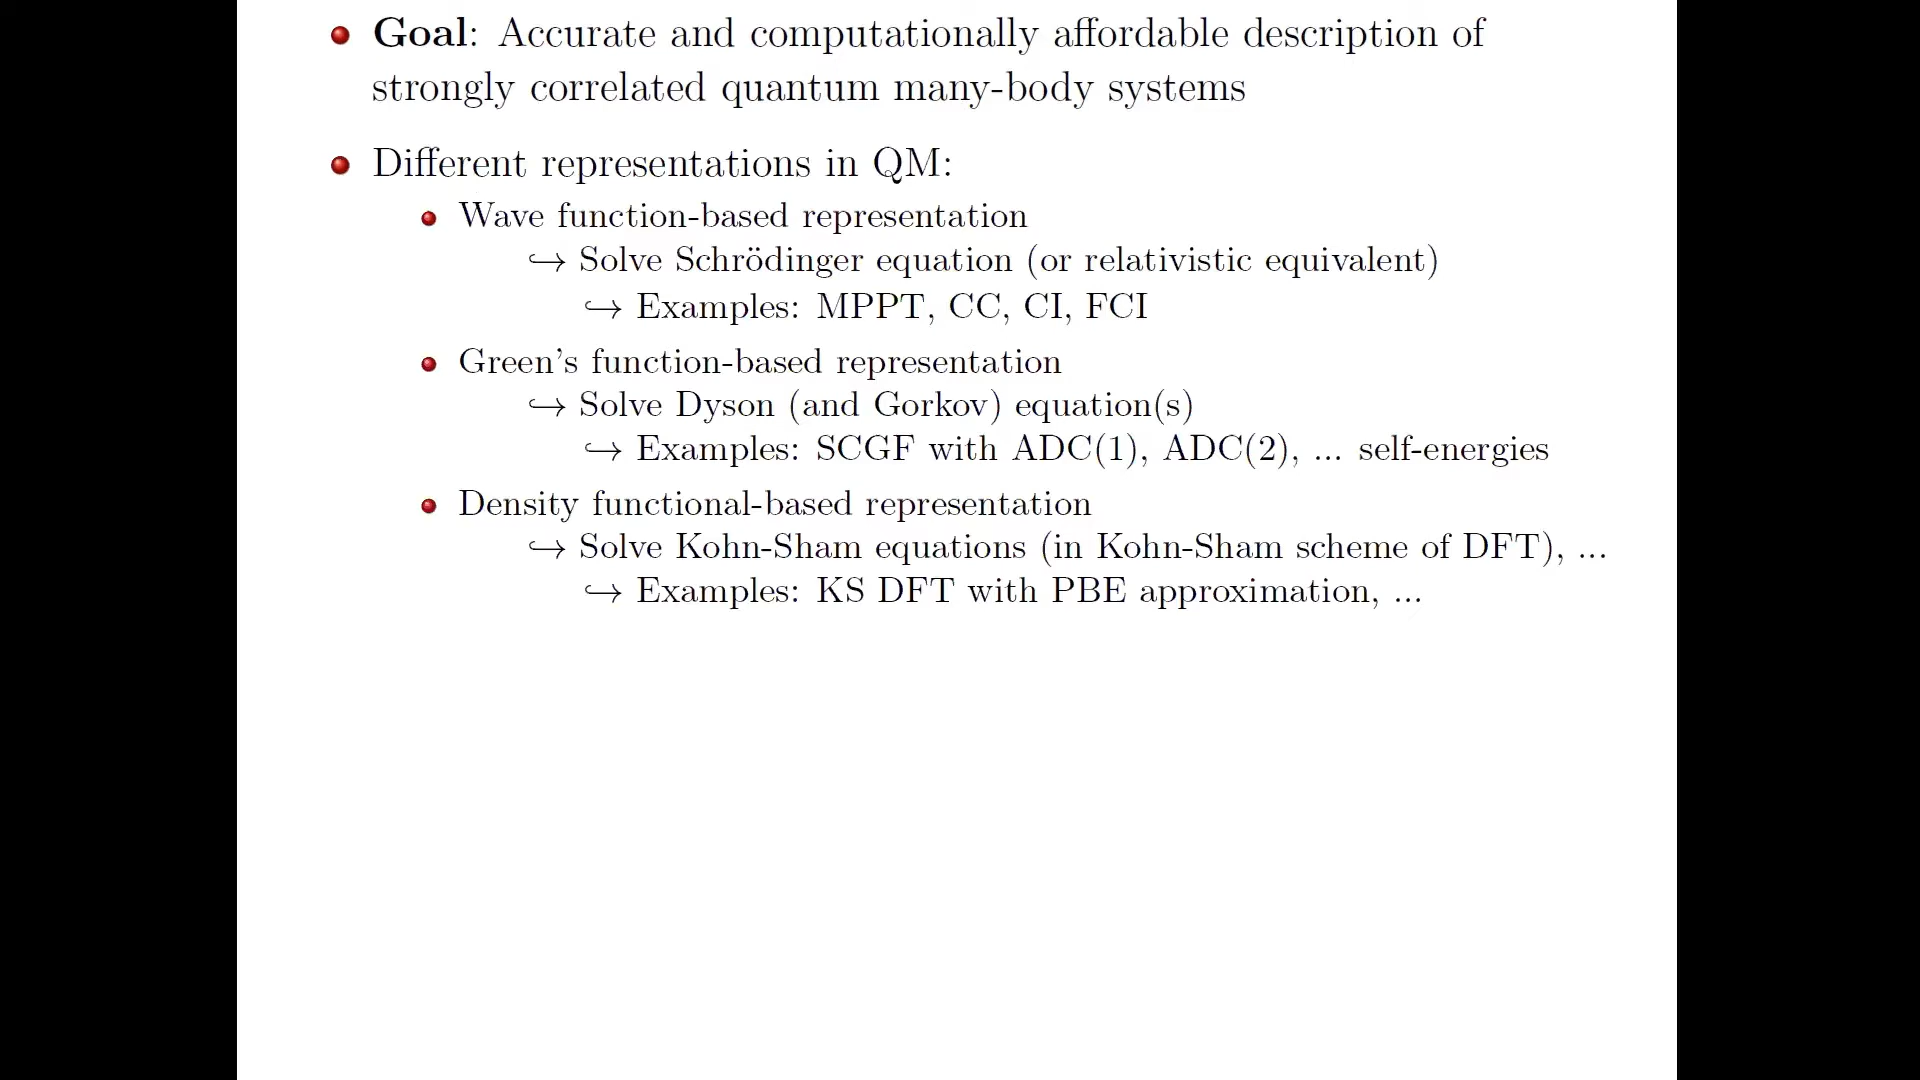 Goal: Accurate and computationally affordable description of
strongly correlated quantum many-body systems
Different representations in QM:
Wave function-based representation
↪ Solve Schrödinger equation (or relativistic equivalent)
↪ Examples: MPPT, CC, CI, FCI
Green's function-based representation
↪ Solve Dyson (and Gorkov) equation(s)
↪ Examples: SCGF with ADC(1), ADC(2), ... self-energies
Density functional-based representation
↪ Solve Kohn-Sham equations (in Kohn-Sham scheme of DFT), ...
↪ Examples: KS DFT with PBE approximation, ...